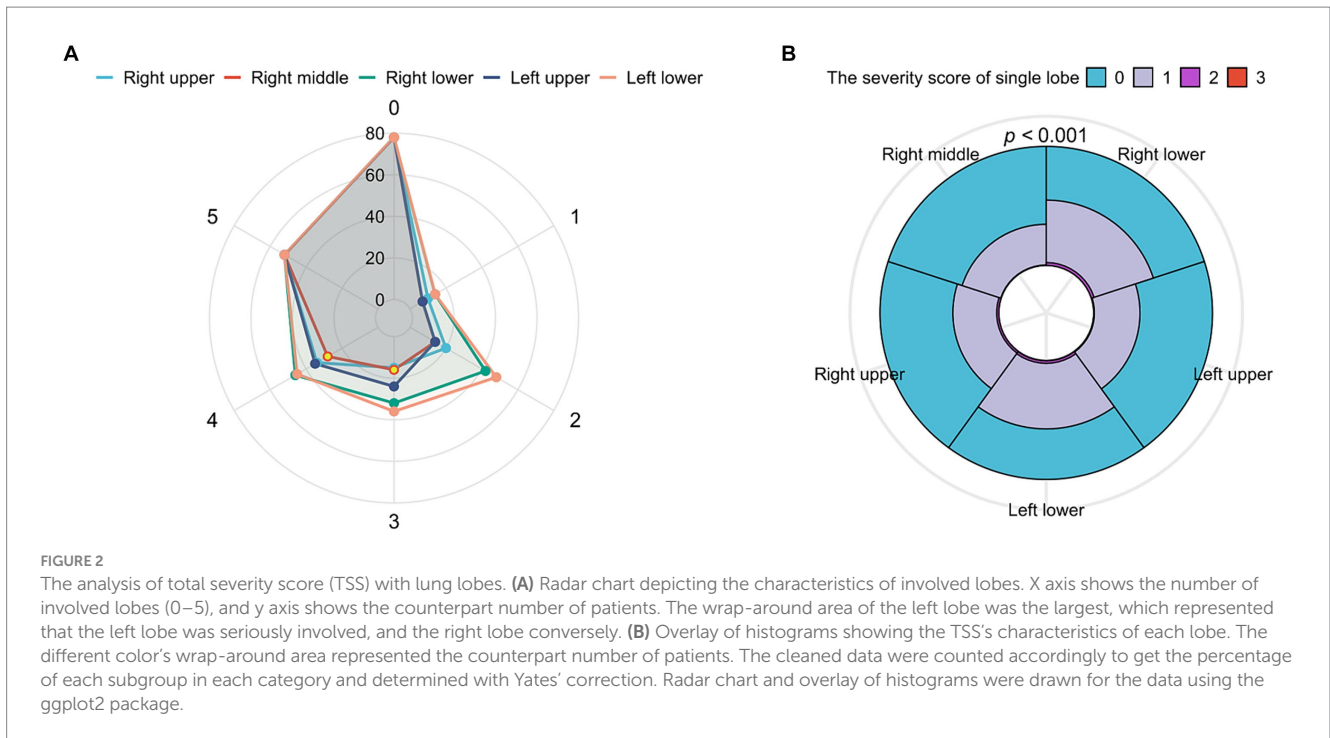 A
Right upper Right middle Right lower Left upper Left lower
0
80
60
40
20
0
1
2
3
4
5
B
The severity score of single lobe 0 1 2 3
p < 0.001
Right middle
Right lower
Right upper
Left upper
Left lower
FIGURE 2
The analysis of total severity score (TSS) with lung lobes. (A) Radar chart depicting the characteristics of involved lobes. X axis shows the number of
involved lobes (0–5), and y axis shows the counterpart number of patients. The wrap-around area of the left lobe was the largest, which represented
that the left lobe was seriously involved, and the right lobe conversely. (B) Overlay of histograms showing the TSS's characteristics of each lobe. The
different color's wrap-around area represented the counterpart number of patients. The cleaned data were counted accordingly to get the percentage
of each subgroup in each category and determined with Yates' correction. Radar chart and overlay of histograms were drawn for the data using the
ggplot2 package.